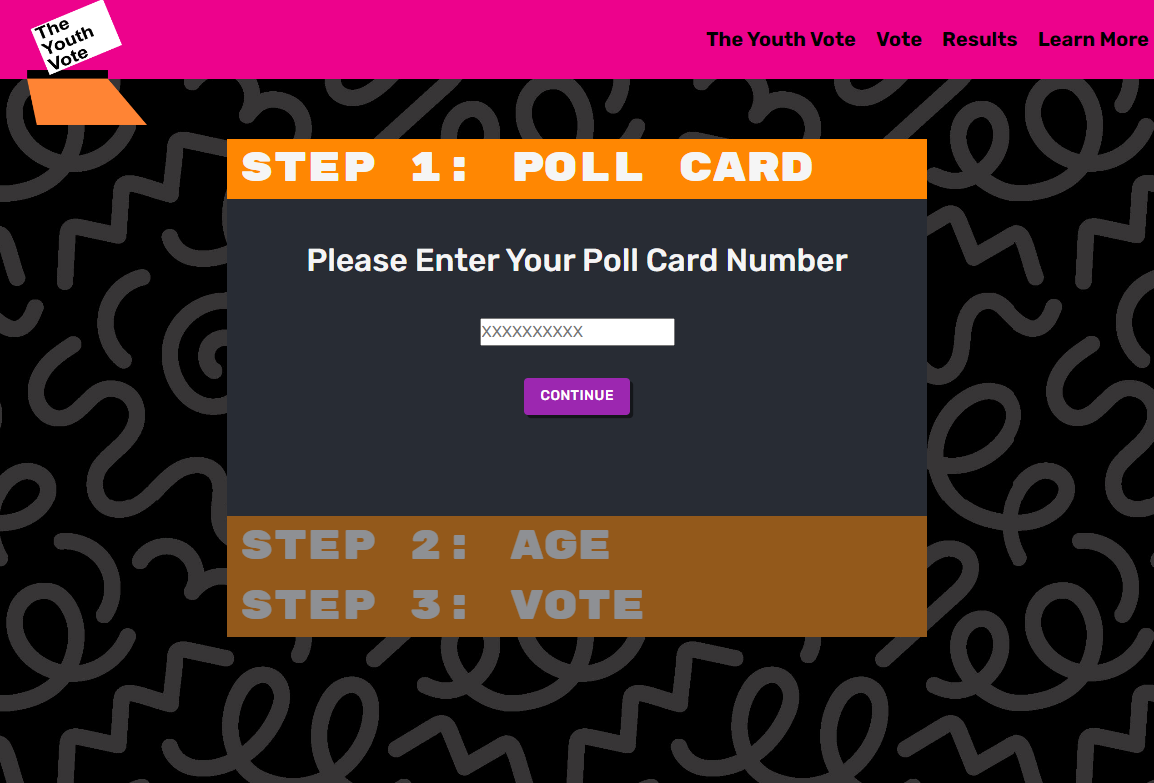 The
Youth
Vote
The Youth Vote Vote Results Learn More
STEP 1: POLL CARD
Please Enter Your Poll Card Number
XXXXXXXXXX
CONTINUE
STEP 2: AGE
STEP 3: VOTE